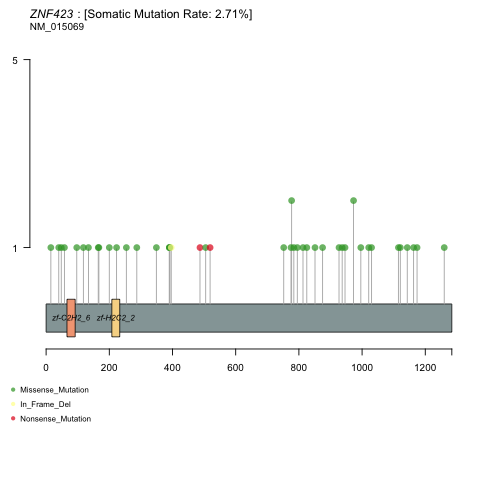 ZNF423 : [Somatic Mutation Rate: 2.71%]
NM_015069
5
1
zf-C2H2_6 zf-H2C2_2
0 200 400 600 800 1000 1200
Missense_Mutation
In_Frame_Del
Nonsense_Mutation